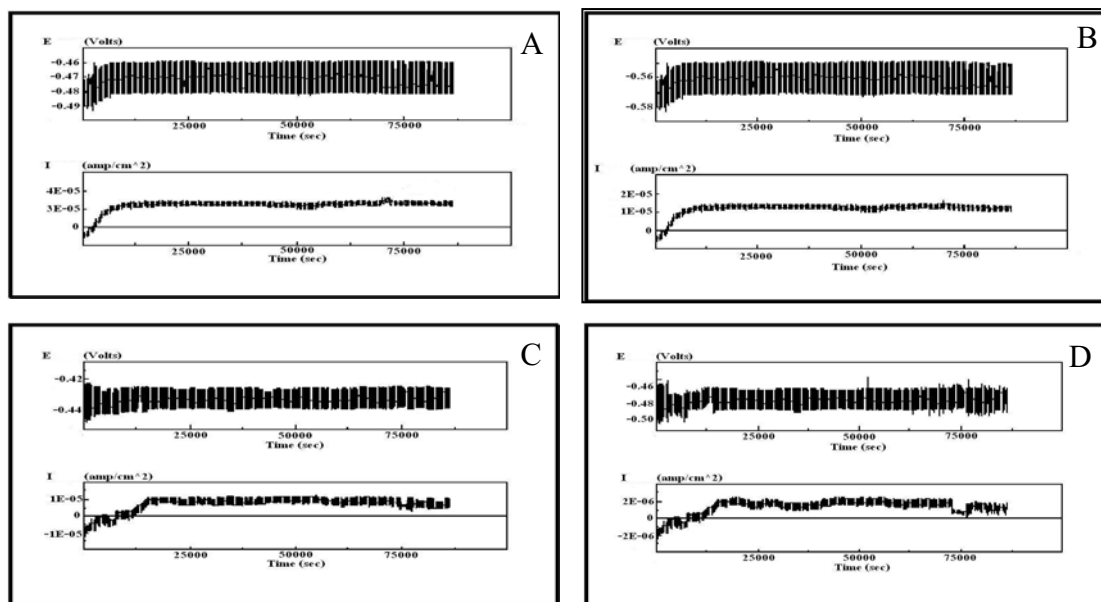 A
E (Volts)
-0.46
-0.47
-0.48
-0.49
25000 50000 75000
Time (sec)
I (amp/cm^2)
4E-05
3E-05
0
25000 50000 75000
Time (sec)
B
E (Volts)
-0.56
-0.58
25000 50000 75000
Time (sec)
I (amp/cm^2)
2E-05
1E-05
0
25000 50000 75000
Time (sec)
C
E (Volts)
-0.42
-0.44
25000 50000 75000
Time (sec)
I (amp/cm^2)
1E-05
0
-1E-05
25000 50000 75000
Time (sec)
D
E (Volts)
-0.46
-0.48
-0.50
25000 50000 75000
Time (sec)
I (amp/cm^2)
2E-06
0
-2E-06
25000 50000 75000
Time (sec)